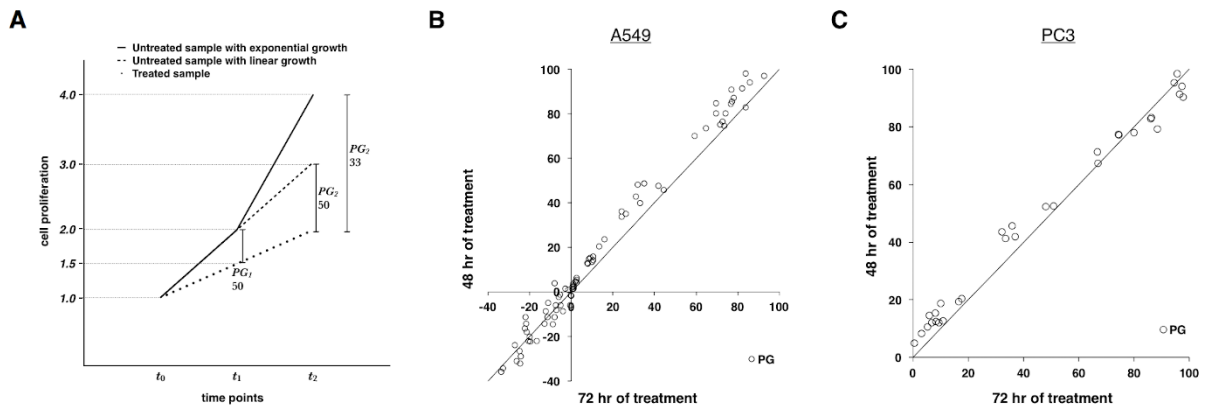 A
Untreated sample with exponential growth
Untreated sample with linear growth
Treated sample
4.0
3.0
2.0
1.5
1.0
PG2
33
PG2
50
PG1
50
t0
t1
t2
cell proliferation
time points
B
A549
100
80
60
40
20
0
-20
-40
-40
-20
0
20
40
60
80
100
48 hr of treatment
72 hr of treatment
PG
C
PC3
100
80
60
40
20
0
0
20
40
60
80
100
48 hr of treatment
72 hr of treatment
PG